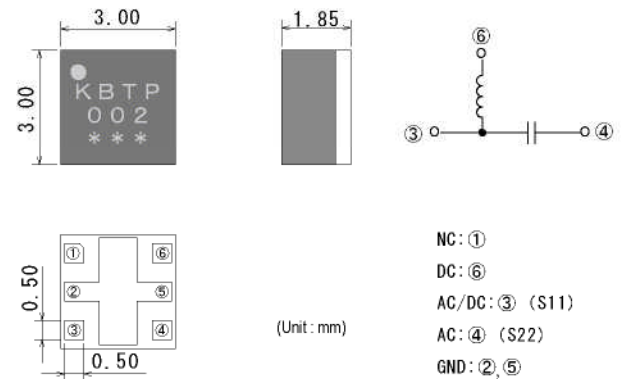 3.00
1.85
3.00
KBTP
002
***
⑥
③
④
①
⑥
②
⑤
③
④
0.50
0.50
(Unit : mm)
NC:①
DC:⑥
AC/DC:③ (S11)
AC:④ (S22)
GND:②,⑤